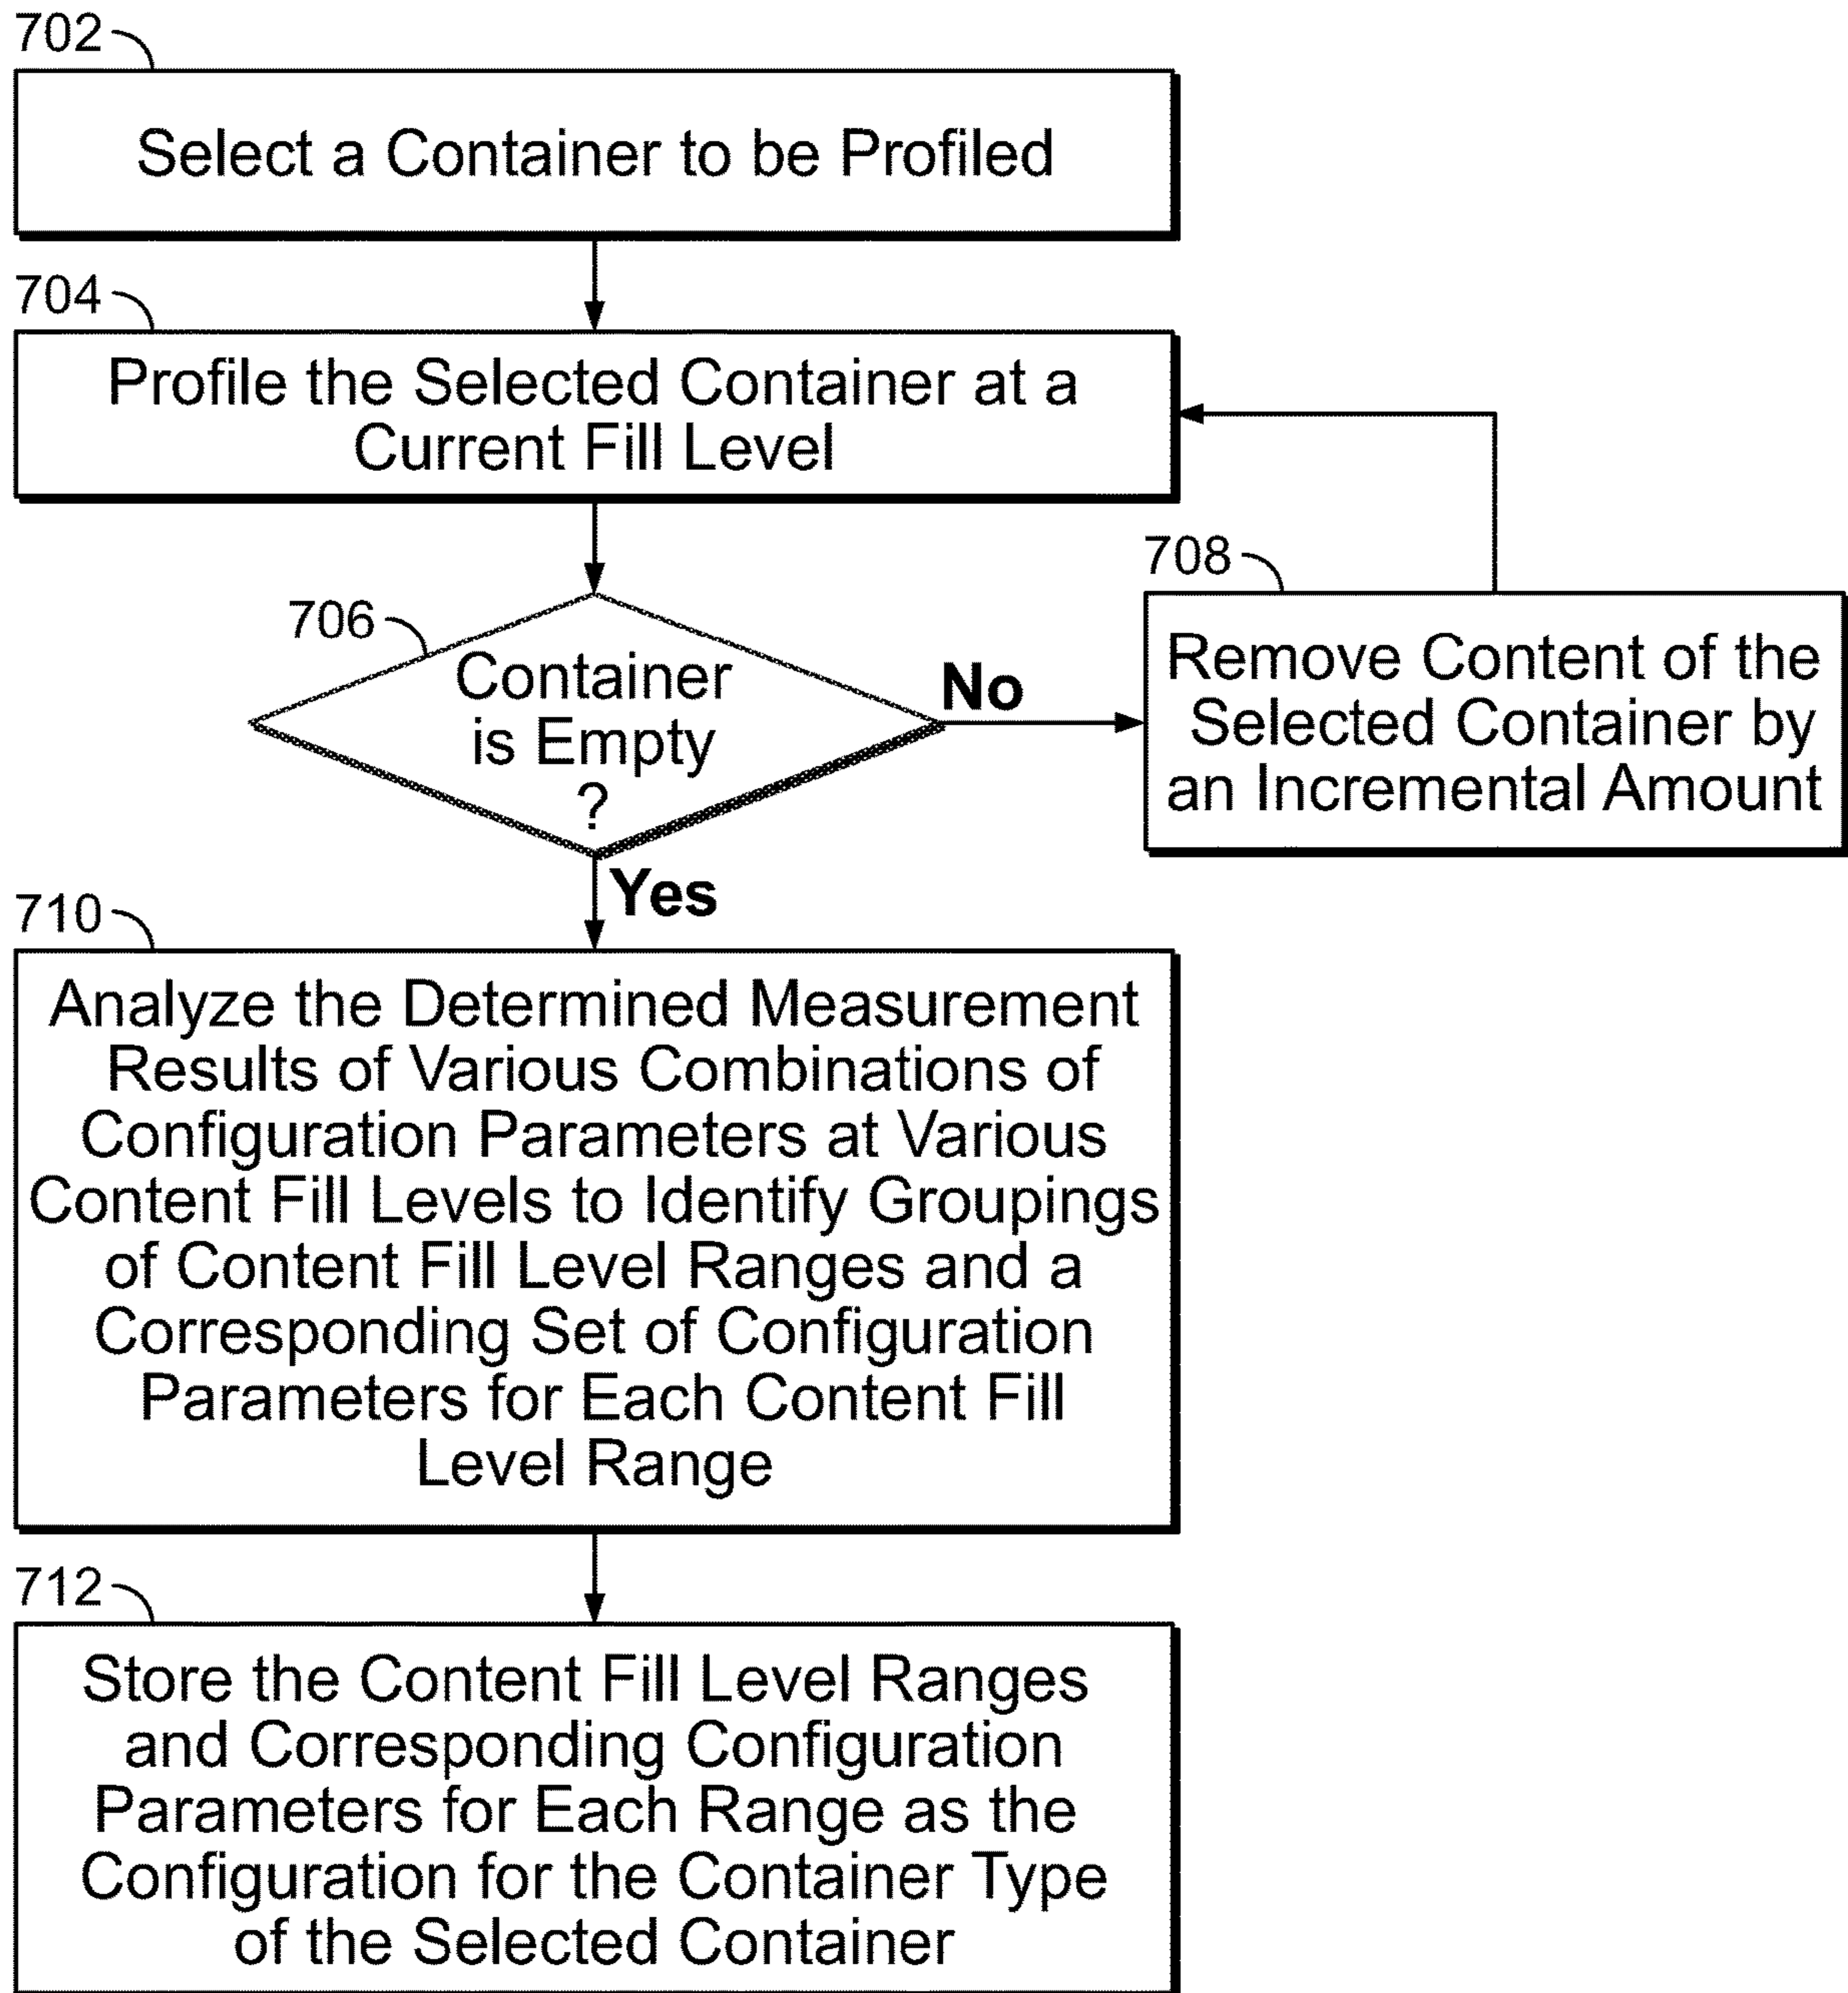 702
Select a Container to be Profiled
704
Profile the Selected Container at a
Current Fill Level
706
Container
is Empty
?
No
708
Remove Content of the
Selected Container by
an Incremental Amount
Yes
710
Analyze the Determined Measurement
Results of Various Combinations of
Configuration Parameters at Various
Content Fill Levels to Identify Groupings
of Content Fill Level Ranges and a
Corresponding Set of Configuration
Parameters for Each Content Fill
Level Range
712
Store the Content Fill Level Ranges
and Corresponding Configuration
Parameters for Each Range as the
Configuration for the Container Type
of the Selected Container